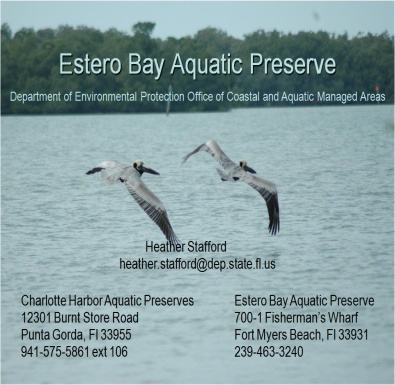 Estero Bay Aquatic Preserve
Department of Environmental Protection Office of Coastal and Aquatic Managed Areas
Heather Stafford
heather.stafford@dep.state.fl.us
Charlotte Harbor Aquatic Preserves
12301 Burnt Store Road
Punta Gorda, Fl 33955
941-575-5861 ext 106
Estero Bay Aquatic Preserve
700-1 Fisherman's Wharf
Fort Myers Beach, Fl 33931
239-463-3240